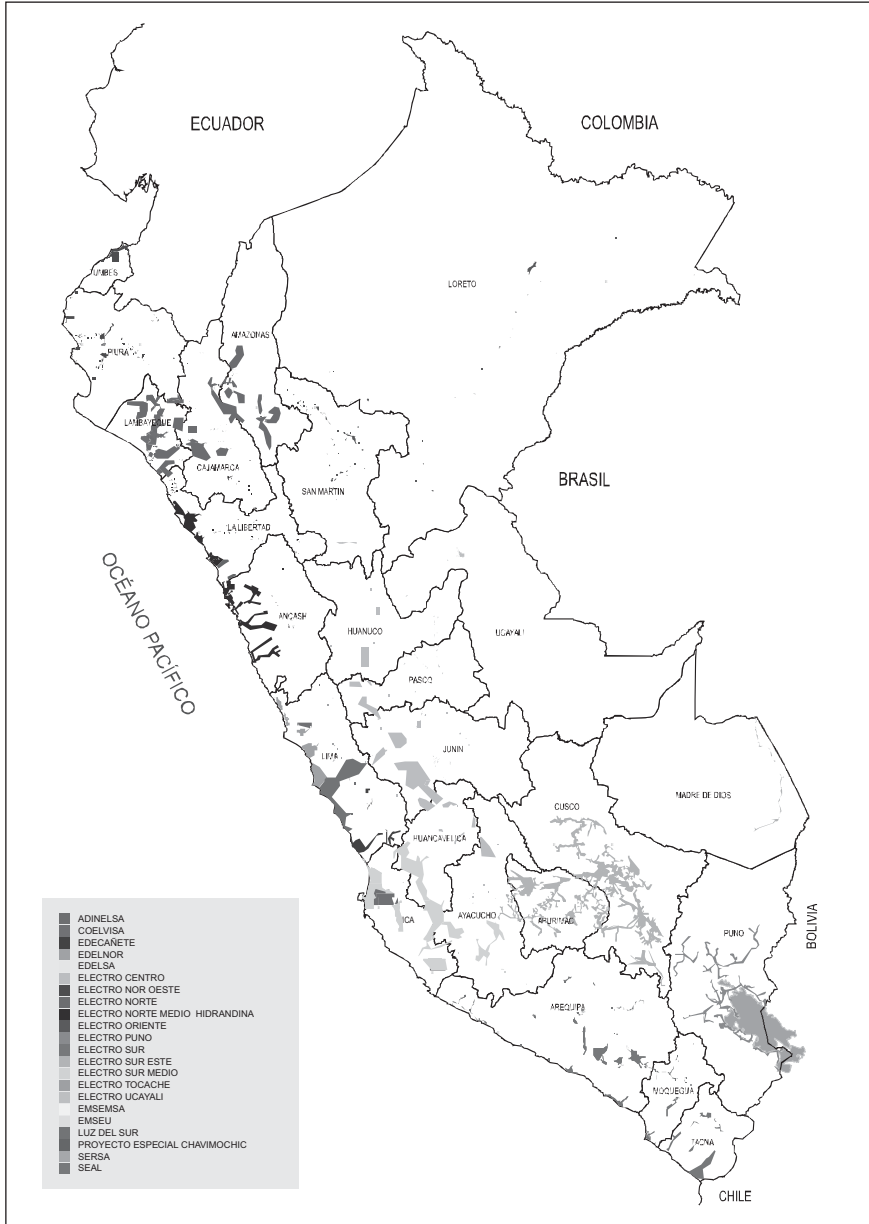 ECUADOR
COLOMBIA
UMBES
LORETO
AMAZONAS
PIURA
LAMBAYEQUE
CAJAMARCA
SAN MARTIN
BRASIL
LA LIBERTAD
OCÉANO PACÍFICO
ANCASH
HUANUCO
UCAYALI
PASCO
JUNIN
LIMA
MADRE DE DIOS
CUSCO
HUANCAVELICA
ICA
AYACUCHO
APURIMAC
PUNO
BOLIVIA
AREQUIPA
MOQUEGUA
TACNA
CHILE
ADINELSA
COELVISA
EDECAÑETE
EDELNOR
EDELSA
ELECTRO CENTRO
ELECTRO NOR OESTE
ELECTRO NORTE
ELECTRO NORTE MEDIO HIDRANDINA
ELECTRO ORIENTE
ELECTRO PUNO
ELECTRO SUR
ELECTRO SUR ESTE
ELECTRO SUR MEDIO
ELECTRO TOCACHE
ELECTRO UCAYALI
EMSEMSA
EMSEU
LUZ DEL SUR
PROYECTO ESPECIAL CHAVIMOCHIC
SERSA
SEAL